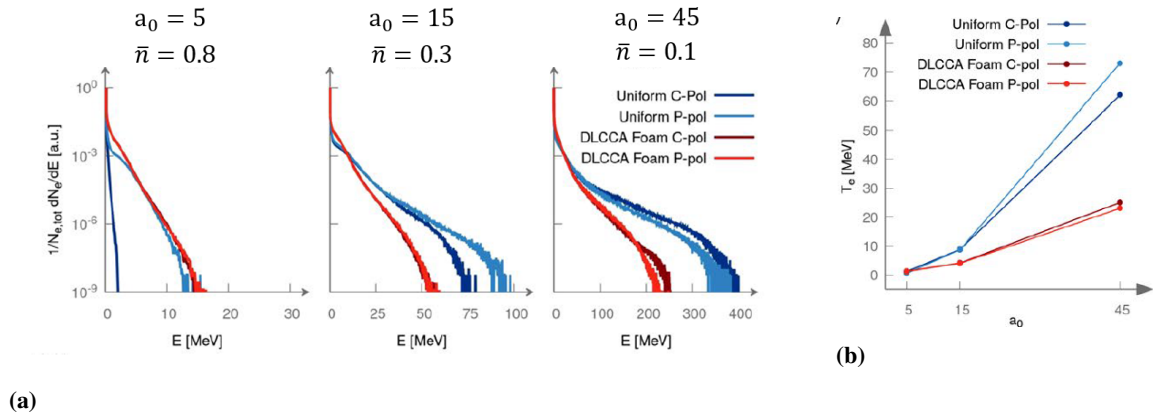 a₀ = 5
n̄ = 0.8
a₀ = 15
n̄ = 0.3
a₀ = 45
n̄ = 0.1
1/Nₑ,tot dNₑ/dE [a.u.]
10⁰
10⁻³
10⁻⁶
10⁻⁹
0 10 20 30
E [MeV]
0 25 50 75 100
E [MeV]
Uniform C-Pol
Uniform P-pol
DLCCA Foam C-pol
DLCCA Foam P-pol
0 100 200 300 400
E [MeV]
(a)
Uniform C-Pol
Uniform P-pol
DLCCA Foam C-pol
DLCCA Foam P-pol
Tₑ [MeV]
80
70
60
50
40
30
20
10
0
5 15 45
a₀
(b)